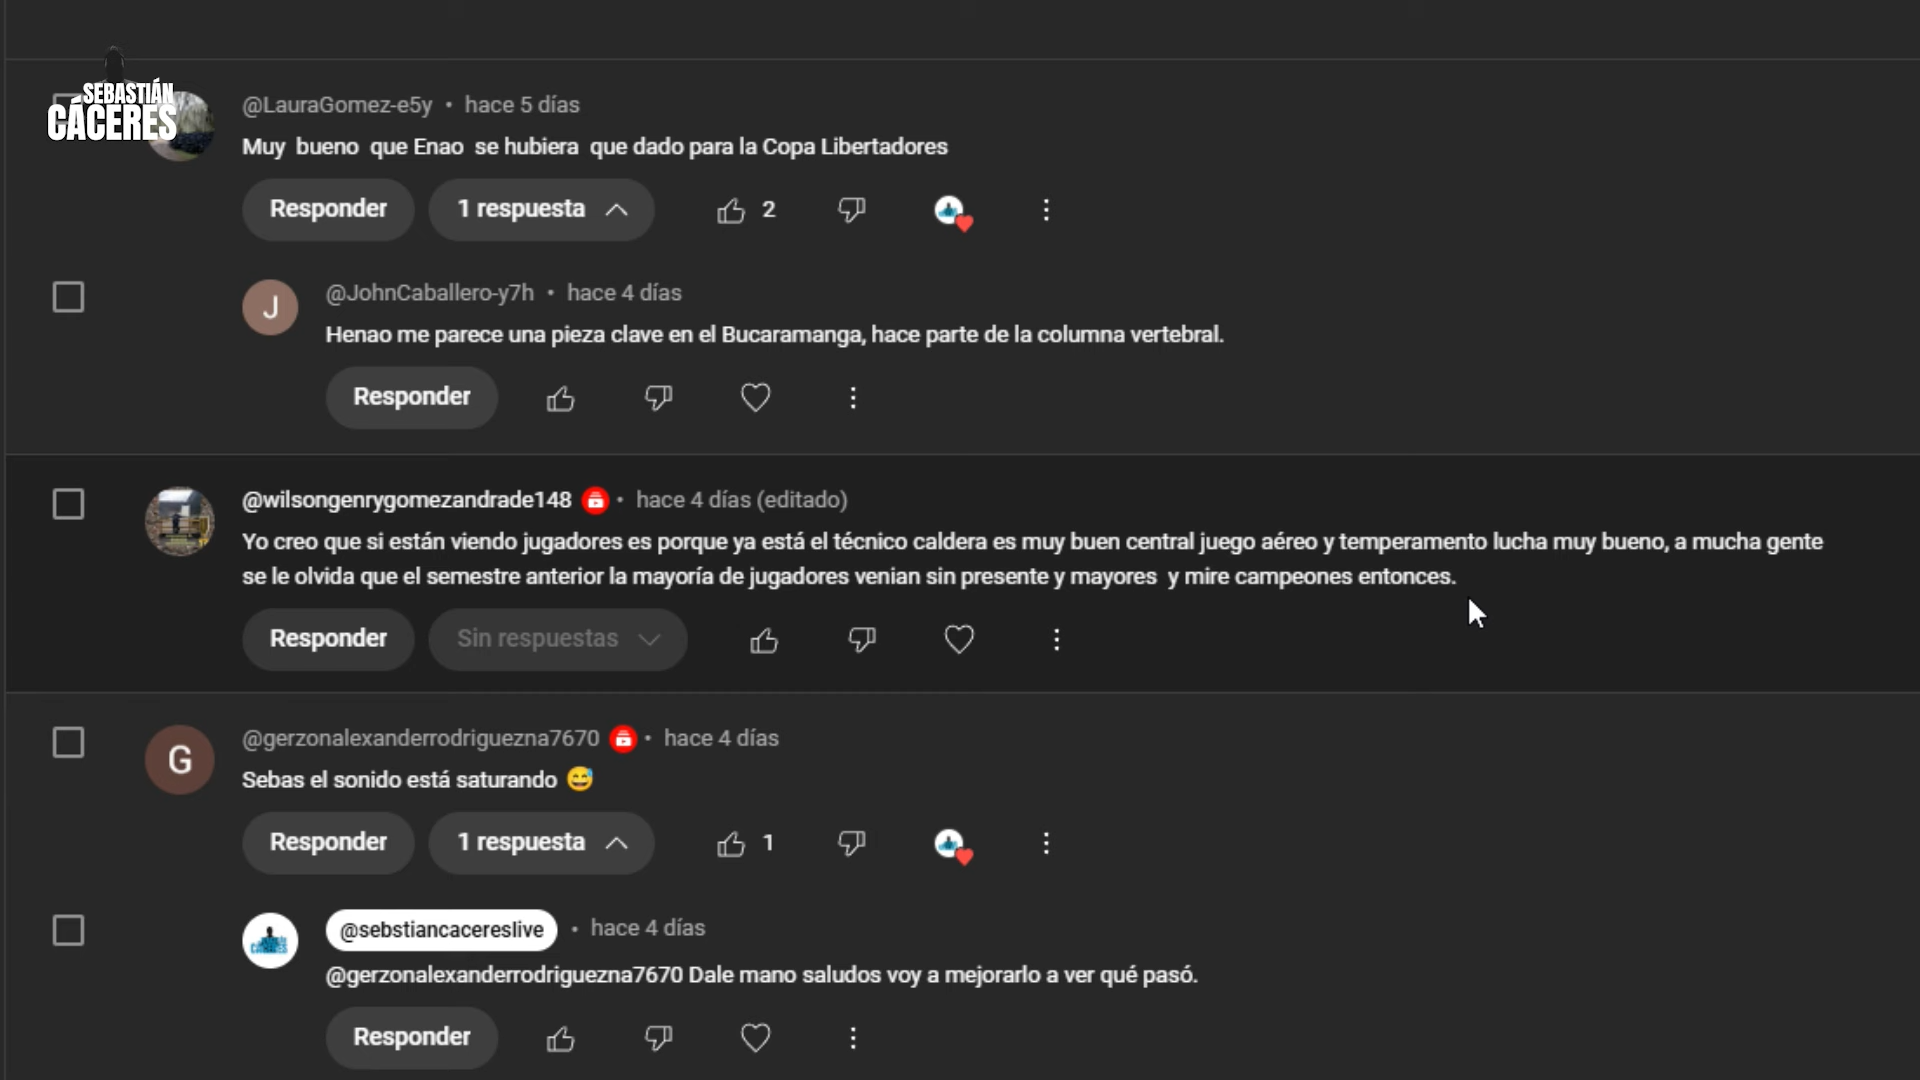 SEBASTIÁN
CÁCERES
@LauraGomez-e5y • hace 5 días
Muy bueno que Enao se hubiera que dado para la Copa Libertadores
Responder 1 respuesta 2
J @JohnCaballero-y7h • hace 4 días
Henao me parece una pieza clave en el Bucaramanga, hace parte de la columna vertebral.
Responder
@wilsongenrygomezandrade148 • hace 4 días (editado)
Yo creo que si están viendo jugadores es porque ya está el técnico caldera es muy buen central juego aéreo y temperamento lucha muy bueno, a mucha gente
se le olvida que el semestre anterior la mayoría de jugadores venian sin presente y mayores y mire campeones entonces.
Responder Sin respuestas
G @gerzonalexanderrodriguezna7670 • hace 4 días
Sebas el sonido está saturando 😅
Responder 1 respuesta 1
@sebstiancacereslive • hace 4 días
@gerzonalexanderrodriguezna7670 Dale mano saludos voy a mejorarlo a ver qué pasó.
Responder